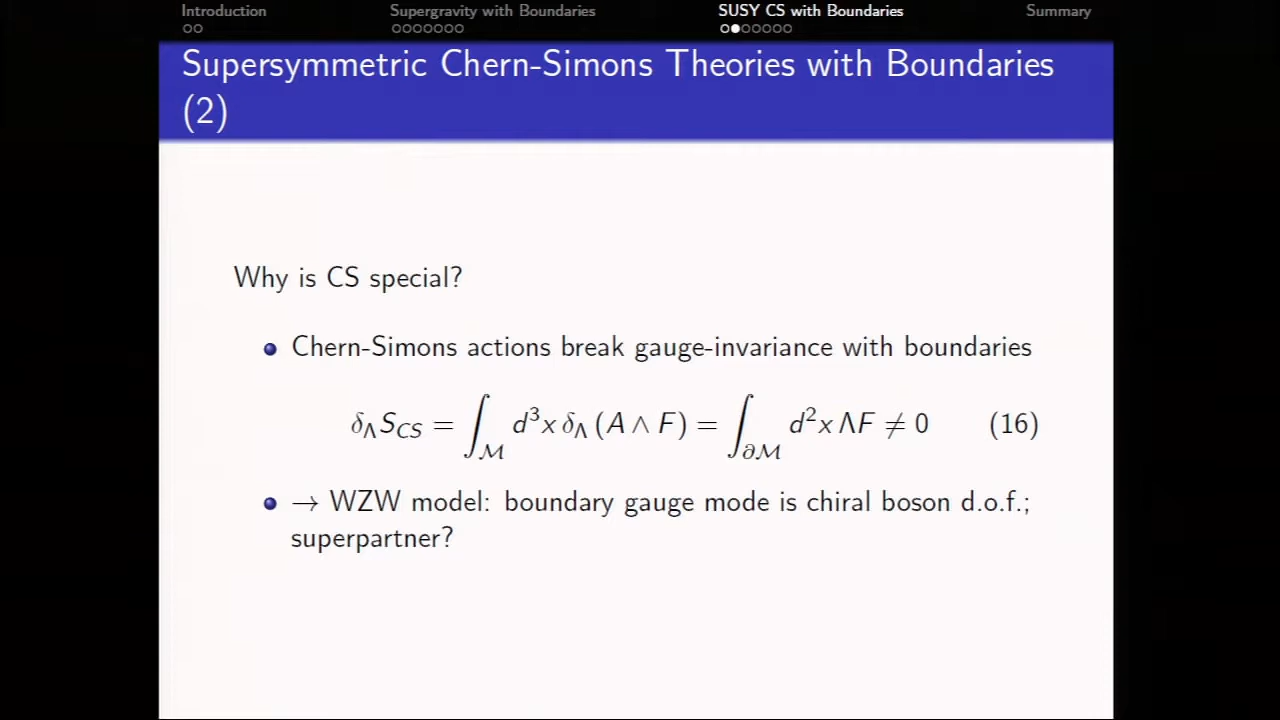 Introduction Supergravity with Boundaries SUSY CS with Boundaries Summary
Supersymmetric Chern-Simons Theories with Boundaries
(2)
Why is CS special?
Chern-Simons actions break gauge-invariance with boundaries
δ_Λ S_CS = ∫_ℳ d³x δ_Λ (A ∧ F) = ∫_∂ℳ d²x ΛF ≠ 0 (16)
→ WZW model: boundary gauge mode is chiral boson d.o.f.;
superpartner?